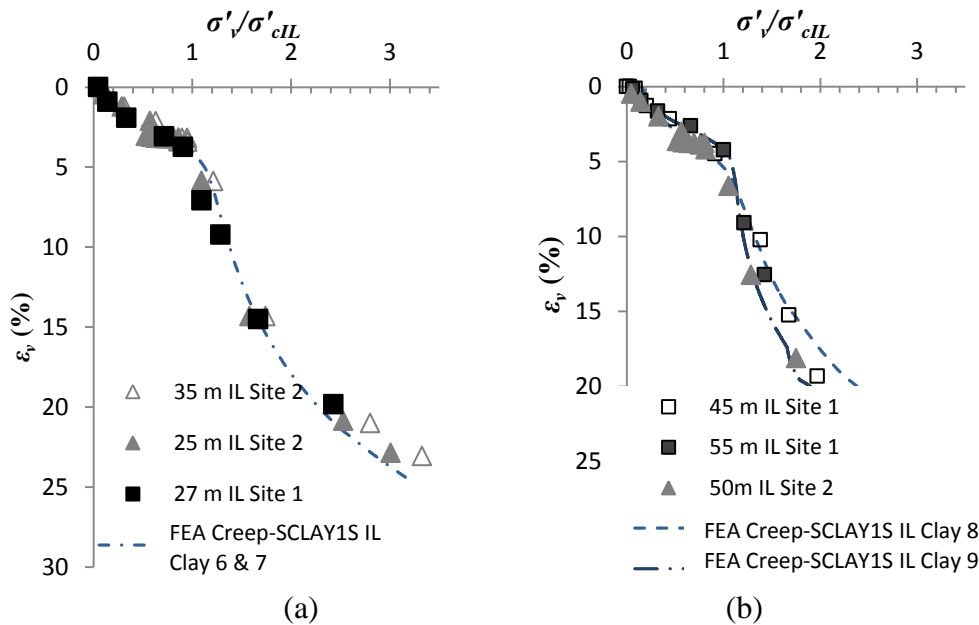 σ'v/σ'cIL
0 1 2 3
0
5
10
15
20
25
30
εv (%)
35 m IL Site 2
25 m IL Site 2
27 m IL Site 1
FEA Creep-SCLAY1S IL
Clay 6 & 7
(a)
σ'v/σ'cIL
0 1 2 3
0
5
10
15
20
25
εv (%)
45 m IL Site 1
55 m IL Site 1
50m IL Site 2
FEA Creep-SCLAY1S IL Clay 8
FEA Creep-SCLAY1S IL Clay 9
(b)